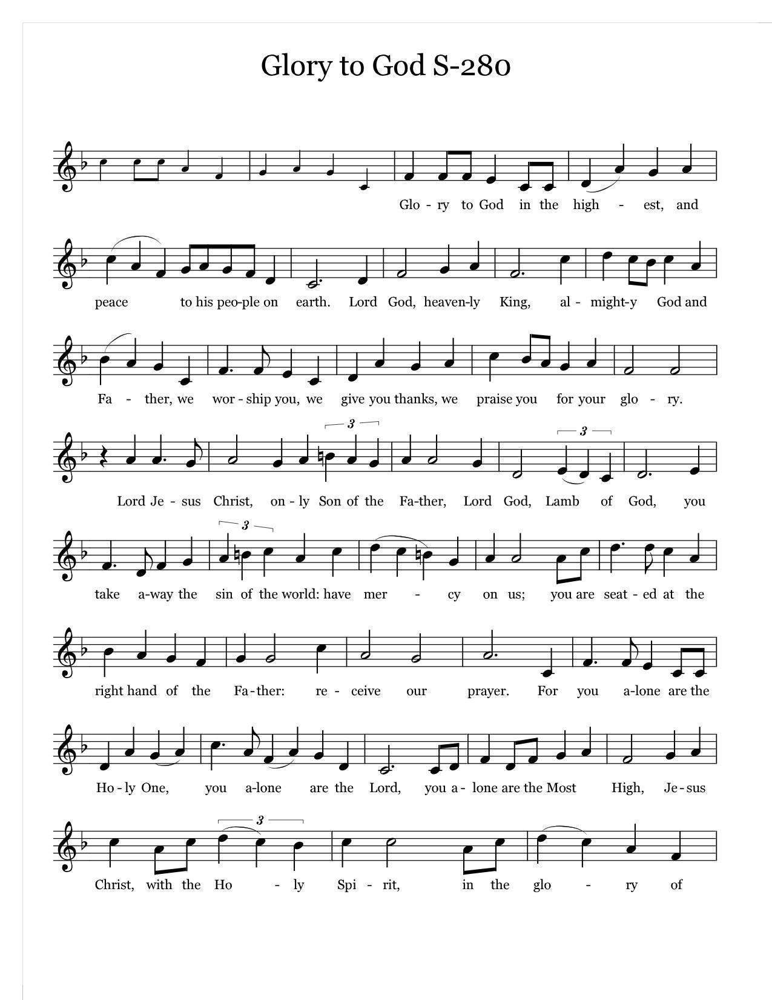 Glory to God S-280
Glo - ry to God in the high - est, and
peace to his peo-ple on earth. Lord God, heaven-ly King, al - might-y God and
Fa - ther, we wor - ship you, we give you thanks, we praise you for your glo - ry.
3 3
Lord Je - sus Christ, on - ly Son of the Fa-ther, Lord God, Lamb of God, you
3
take a-way the sin of the world: have mer - cy on us; you are seat - ed at the
right hand of the Fa-ther: re - ceive our prayer. For you a-lone are the
Ho - ly One, you a-lone are the Lord, you a - lone are the Most High, Je-sus
3
Christ, with the Ho - ly Spi - rit, in the glo - ry of